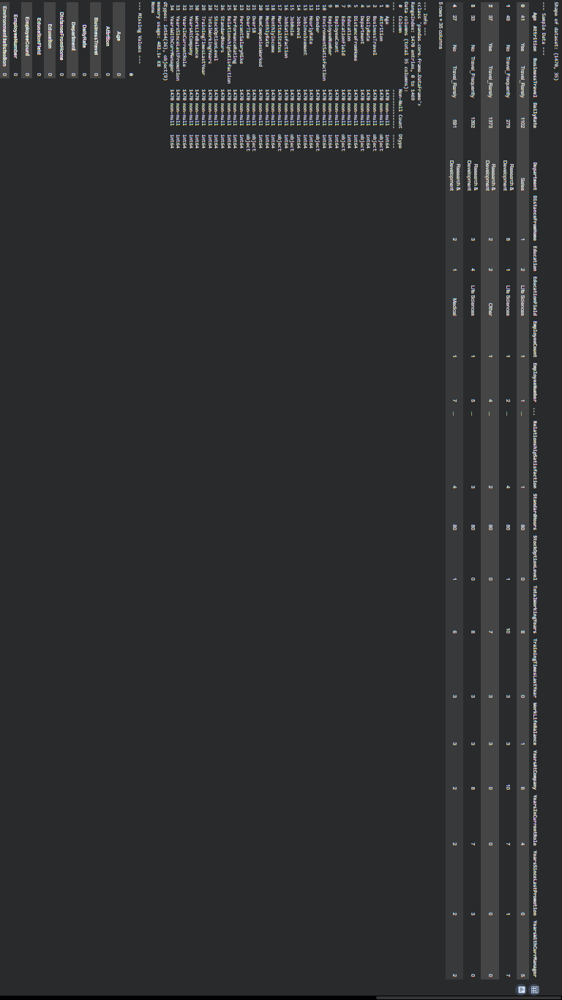 Shape of dataset: (1470, 35)
--- Sample Data ---
Age Attrition BusinessTravel DailyRate Department DistanceFromHome Education EducationField EmployeeCount EmployeeNumber ... RelationshipSatisfaction StandardHours StockOptionLevel TotalWorkingYears TrainingTimesLastYear WorkLifeBalance YearsAtCompany YearsInCurrentRole YearsSinceLastPromotion YearsWithCurrManager
0 41 Yes Travel_Rarely 1102 Sales 1 2 Life Sciences 1 1 ... 1 80 0 8 0 1 6 4 0 5
1 49 No Travel_Frequently 279 Research & Development 8 1 Life Sciences 1 2 ... 4 80 1 10 3 3 10 7 1 7
2 37 Yes Travel_Rarely 1373 Research & Development 2 2 Other 1 4 ... 2 80 0 7 3 3 0 0 0 0
3 33 No Travel_Frequently 1392 Research & Development 3 4 Life Sciences 1 5 ... 3 80 0 8 3 3 8 7 3 0
4 27 No Travel_Rarely 591 Research & Development 2 1 Medical 1 7 ... 4 80 1 6 3 3 2 2 2 2
5 rows × 35 columns
--- Info ---
<class 'pandas.core.frame.DataFrame'>
RangeIndex: 1470 entries, 0 to 1469
Data columns (total 35 columns):
# Column Non-Null Count Dtype
--- ------ -------------- -----
0 Age 1470 non-null int64
1 Attrition 1470 non-null object
2 BusinessTravel 1470 non-null object
3 DailyRate 1470 non-null int64
4 Department 1470 non-null object
5 DistanceFromHome 1470 non-null int64
6 Education 1470 non-null int64
7 EducationField 1470 non-null object
8 EmployeeCount 1470 non-null int64
9 EmployeeNumber 1470 non-null int64
10 EnvironmentSatisfaction 1470 non-null int64
11 Gender 1470 non-null object
12 HourlyRate 1470 non-null int64
13 JobInvolvement 1470 non-null int64
14 JobLevel 1470 non-null int64
15 JobRole 1470 non-null object
16 JobSatisfaction 1470 non-null int64
17 MaritalStatus 1470 non-null object
18 MonthlyIncome 1470 non-null int64
19 MonthlyRate 1470 non-null int64
20 NumCompaniesWorked 1470 non-null int64
21 Over18 1470 non-null object
22 OverTime 1470 non-null object
23 PercentSalaryHike 1470 non-null int64
24 PerformanceRating 1470 non-null int64
25 RelationshipSatisfaction 1470 non-null int64
26 StandardHours 1470 non-null int64
27 StockOptionLevel 1470 non-null int64
28 TotalWorkingYears 1470 non-null int64
29 TrainingTimesLastYear 1470 non-null int64
30 WorkLifeBalance 1470 non-null int64
31 YearsAtCompany 1470 non-null int64
32 YearsInCurrentRole 1470 non-null int64
33 YearsSinceLastPromotion 1470 non-null int64
34 YearsWithCurrManager 1470 non-null int64
dtypes: int64(26), object(9)
memory usage: 402.1+ KB
None
--- Missing Values ---
0
Age 0
Attrition 0
BusinessTravel 0
DailyRate 0
Department 0
DistanceFromHome 0
Education 0
EducationField 0
EmployeeCount 0
EmployeeNumber 0
EnvironmentSatisfaction 0